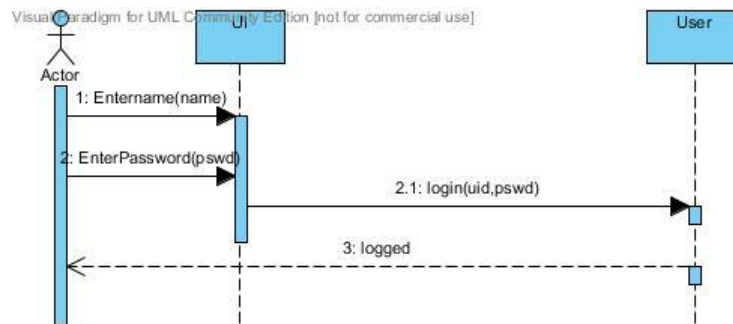 Visual Paradigm for UML Community Edition [not for commercial use]
UI
User
Actor
1: Entername(name)
2: EnterPassword(pswd)
2.1: login(uid,pswd)
3: logged